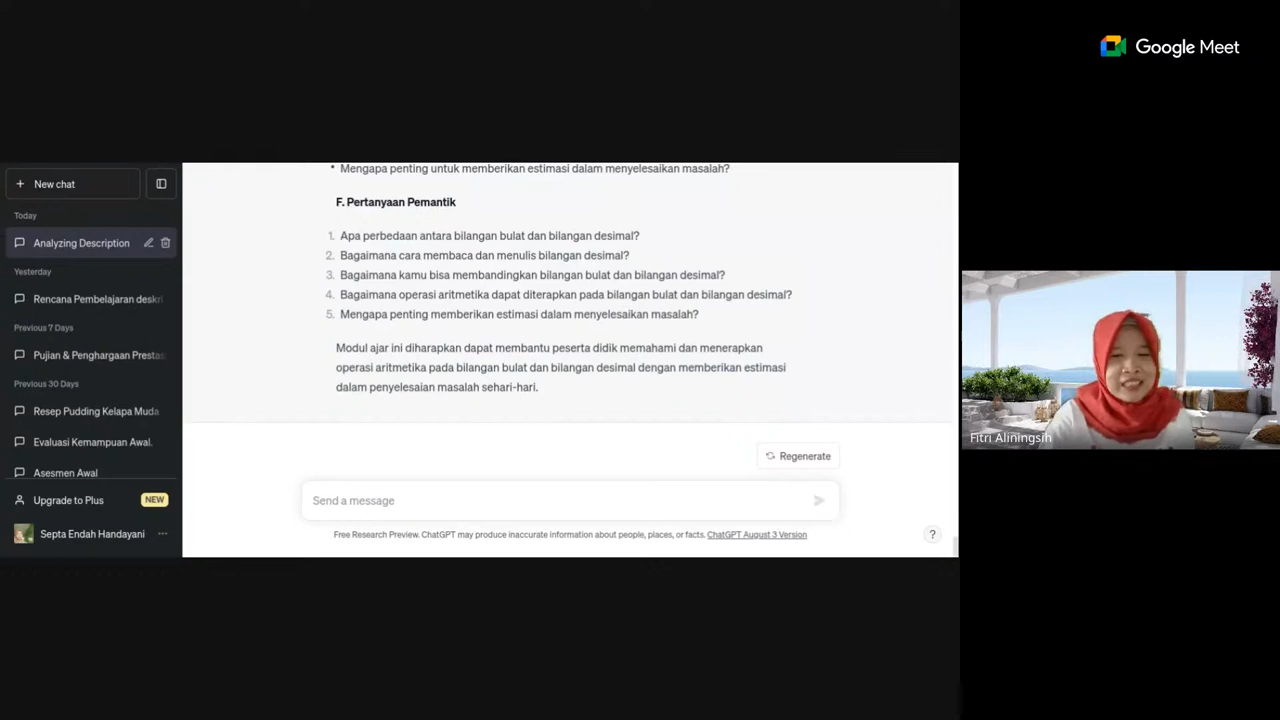 Google Meet
New chat
Today
Analyzing Description
Yesterday
Rencana Pembelajaran deskri
Previous 7 Days
Pujian & Penghargaan Prestas
Previous 30 Days
Resep Pudding Kelapa Muda
Evaluasi Kemampuan Awal.
Asesmen Awal
Upgrade to Plus NEW
Septa Endah Handayani
• Mengapa penting untuk memberikan estimasi dalam menyelesaikan masalah?
F. Pertanyaan Pemantik
1. Apa perbedaan antara bilangan bulat dan bilangan desimal?
2. Bagaimana cara membaca dan menulis bilangan desimal?
3. Bagaimana kamu bisa membandingkan bilangan bulat dan bilangan desimal?
4. Bagaimana operasi aritmetika dapat diterapkan pada bilangan bulat dan bilangan desimal?
5. Mengapa penting memberikan estimasi dalam menyelesaikan masalah?
Modul ajar ini diharapkan dapat membantu peserta didik memahami dan menerapkan
operasi aritmetika pada bilangan bulat dan bilangan desimal dengan memberikan estimasi
dalam penyelesaian masalah sehari-hari.
Regenerate
Send a message
Free Research Preview. ChatGPT may produce inaccurate information about people, places, or facts. ChatGPT August 3 Version
?
Fitri Aliningsih